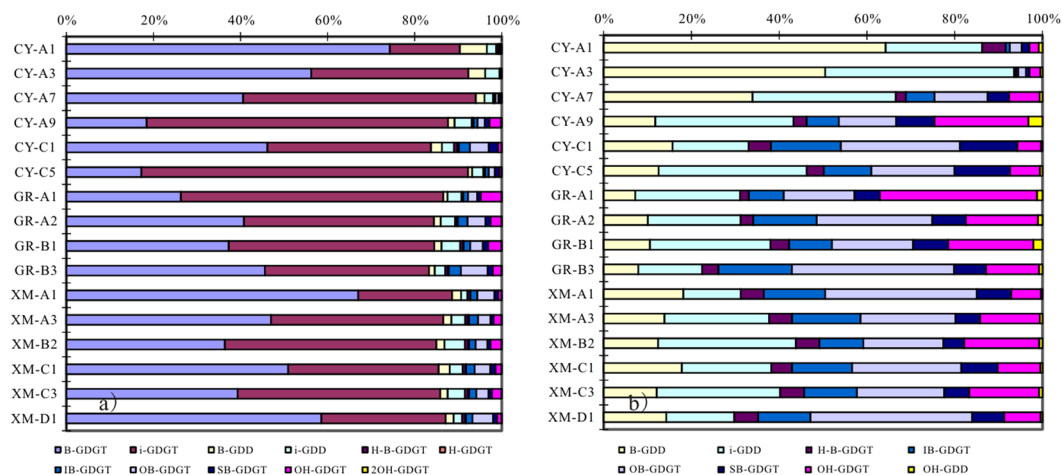 0% 20% 40% 60% 80% 100%
CY-A1
CY-A3
CY-A7
CY-A9
CY-C1
CY-C5
GR-A1
GR-A2
GR-B1
GR-B3
XM-A1
XM-A3
XM-B2
XM-C1
XM-C3
XM-D1
a)
B-GDGT i-GDGT B-GDD i-GDD H-B-GDGT H-GDGT
IB-GDGT OB-GDGT SB-GDGT OH-GDGT 2OH-GDGT
0% 20% 40% 60% 80% 100%
CY-A1
CY-A3
CY-A7
CY-A9
CY-C1
CY-C5
GR-A1
GR-A2
GR-B1
GR-B3
XM-A1
XM-A3
XM-B2
XM-C1
XM-C3
XM-D1
b)
B-GDD i-GDD H-B-GDGT IB-GDGT
OB-GDGT SB-GDGT OH-GDGT OH-GDD